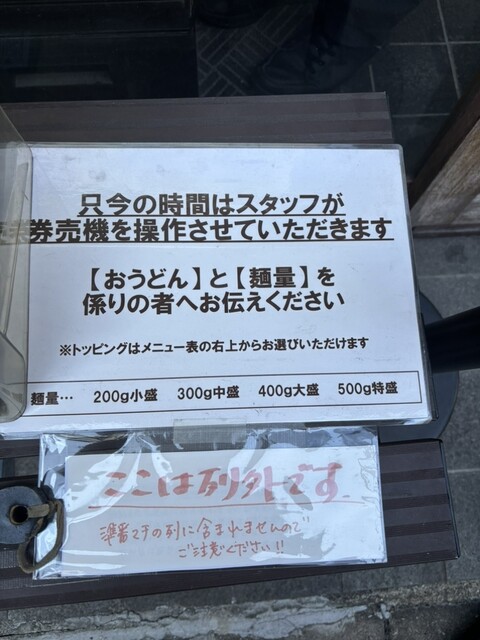 只今の時間はスタッフが
券売機を操作させていただきます
【おうどん】と【麺量】を
係りの者へお伝えください
※トッピングはメニュー表の右上からお選びいただけます
麺量… 200g小盛 300g中盛 400g大盛 500g特盛
ここは列外です
準番マチの列に含まれませんので
ご注意ください!!